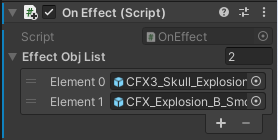 On Effect (Script)
Script OnEffect
Effect Obj List 2
Element 0 CFX3_Skull_Explosion
Element 1 CFX_Explosion_B_Smo